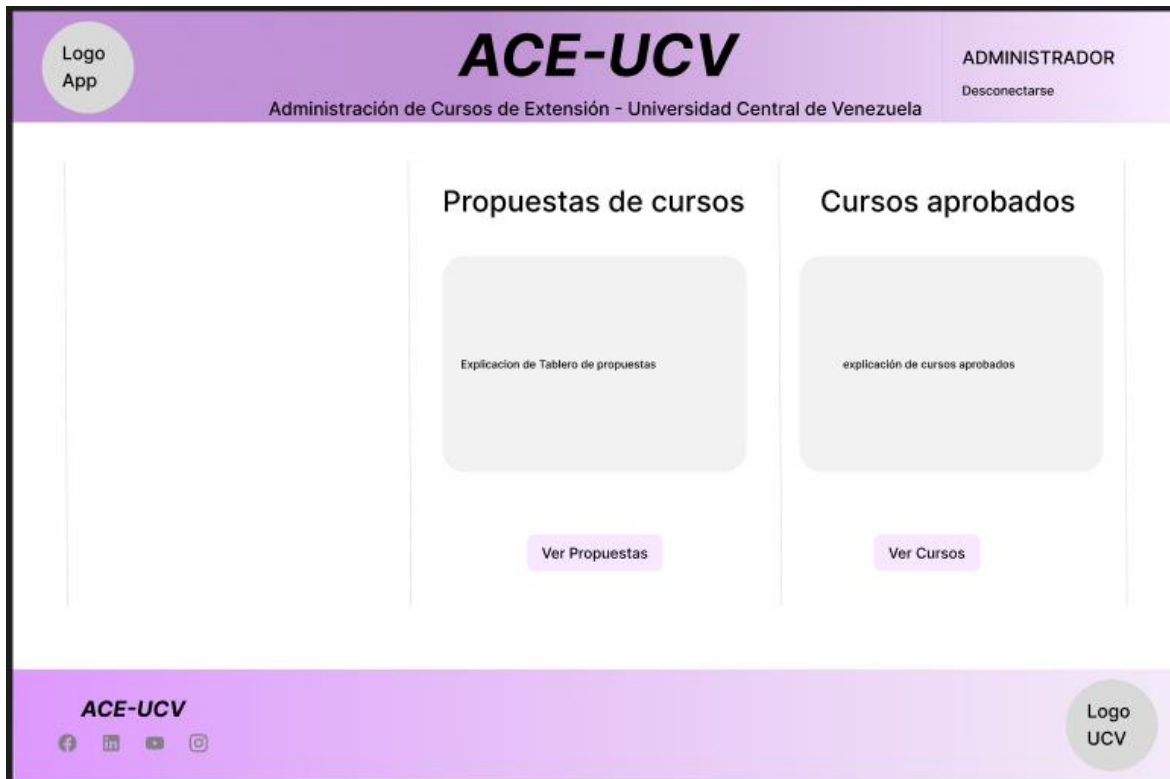 Logo
App
ACE-UCV
Administración de Cursos de Extensión - Universidad Central de Venezuela
ADMINISTRADOR
Desconectarse
Propuestas de cursos
Explicacion de Tablero de propuestas
Ver Propuestas
Cursos aprobados
explicación de cursos aprobados
Ver Cursos
ACE-UCV
Logo
UCV